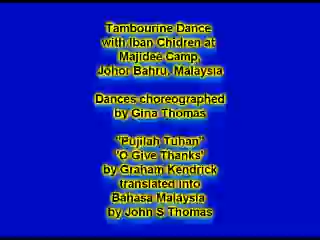 Tambourine Dance
with Iban Chidren at
Majidee Camp,
Johor Bahru, Malaysia
Dances choreographed
by Gina Thomas
"Pujilah Tuhan"
'O Give Thanks'
by Graham Kendrick
translated into
Bahasa Malaysia
by John S Thomas